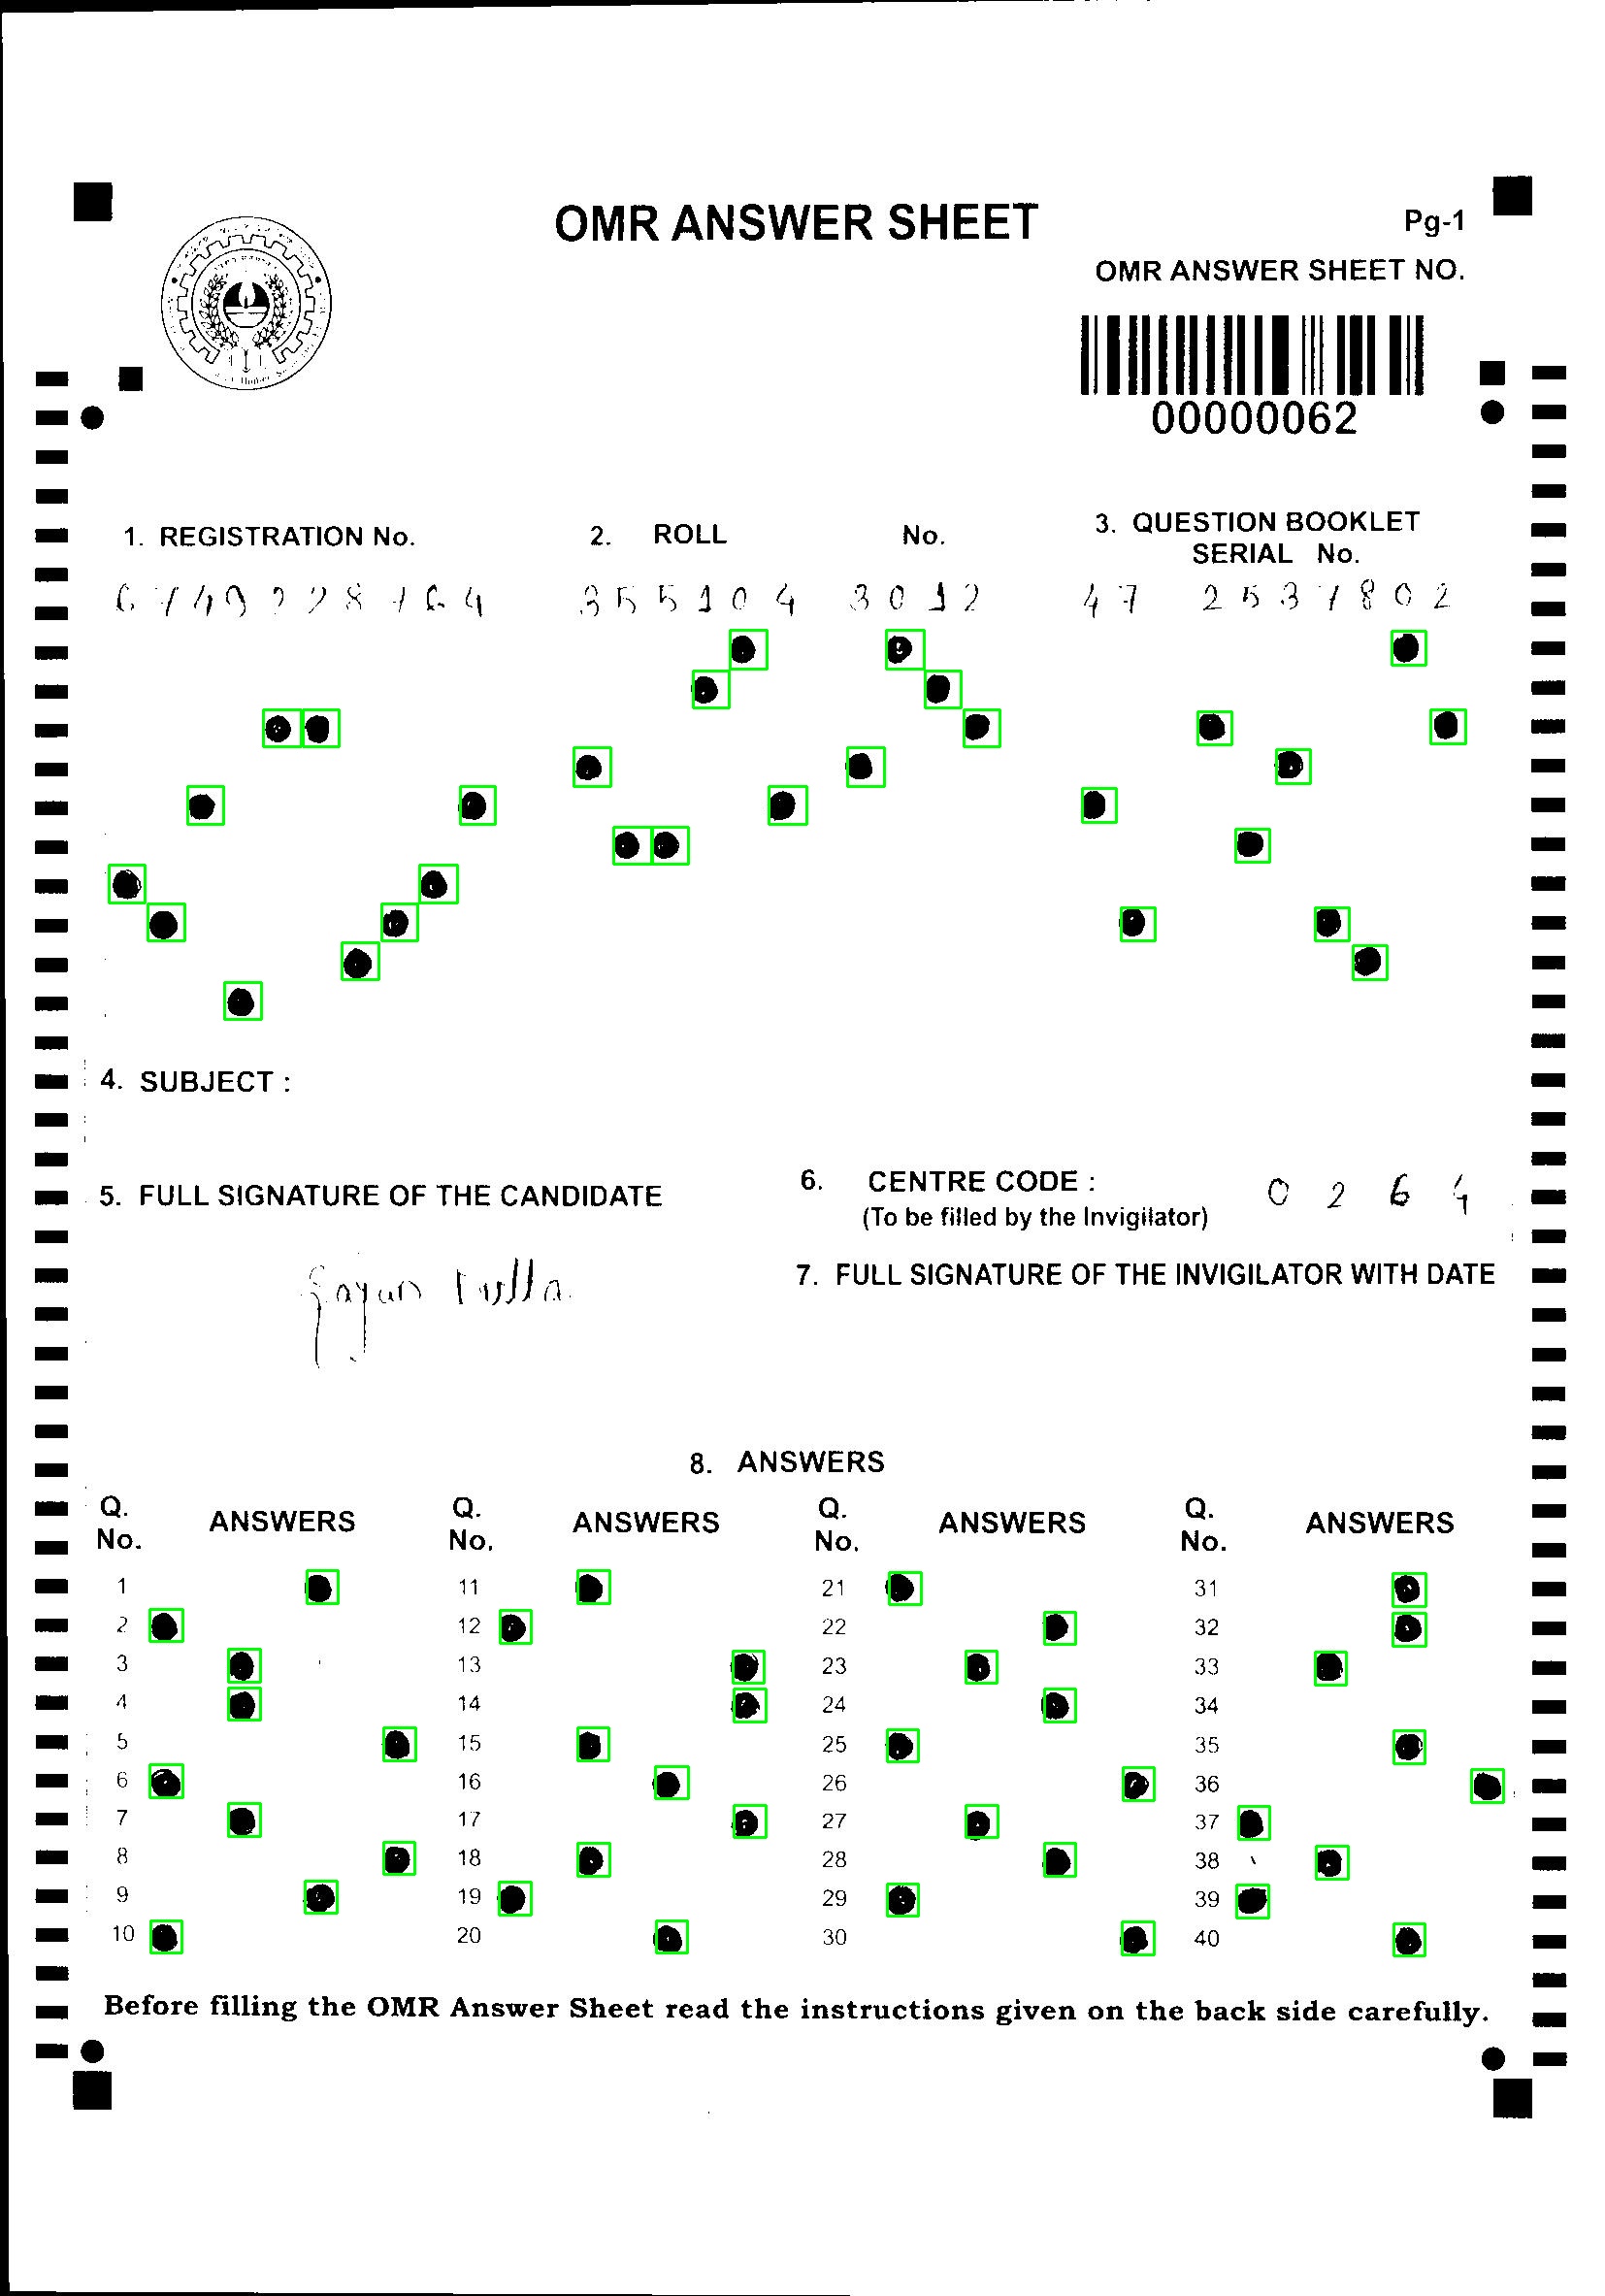 OMR ANSWER SHEET
Pg-1
OMR ANSWER SHEET NO.
00000062
1. REGISTRATION No.
2. ROLL No.
3. QUESTION BOOKLET
SERIAL No.
6749228764
355104 3012
47 2537802
4. SUBJECT :
5. FULL SIGNATURE OF THE CANDIDATE
6. CENTRE CODE :
(To be filled by the Invigilator)
0 2 6 4
7. FULL SIGNATURE OF THE INVIGILATOR WITH DATE
8. ANSWERS
Q. No. ANSWERS Q. No. ANSWERS Q. No. ANSWERS Q. No. ANSWERS
1 11 21 31
2 12 22 32
3 13 23 33
4 14 24 34
5 15 25 35
6 16 26 36
7 17 27 37
8 18 28 38
9 19 29 39
10 20 30 40
Before filling the OMR Answer Sheet read the instructions given on the back side carefully.